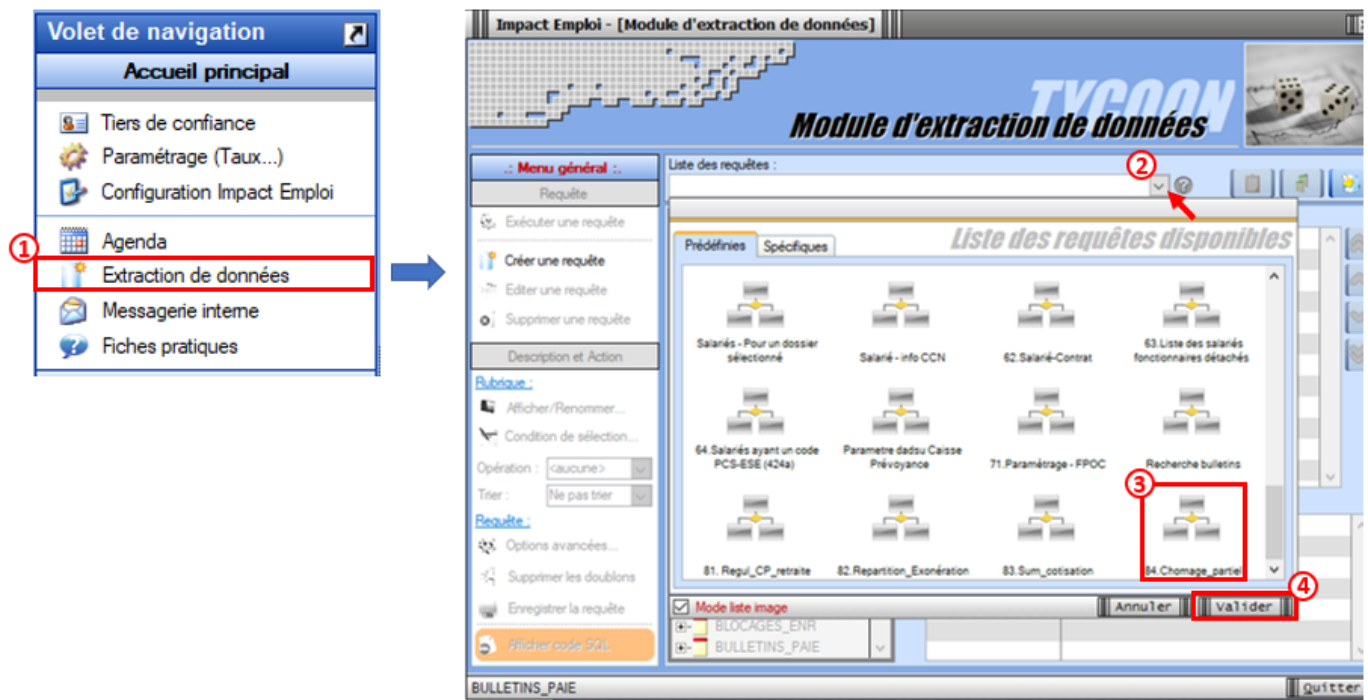 Volet de navigation
Accueil principal
Tiers de confiance
Paramétrage (Taux...)
Configuration Impact Emploi
1
Agenda
Extraction de données
Messagerie interne
Fiches pratiques
Impact Emploi - [Module d'extraction de données]
TYCOON
Module d'extraction de données
.: Menu général :.
Requête
Exécuter une requête
Créer une requête
Editer une requête
Supprimer une requête
Description et Action
Rubrique :
Afficher/Renommer...
Condition de sélection...
Opération : <aucune>
Trier : Ne pas trier
Requête :
Options avancées...
Supprimer les doublons
Enregistrer la requête
Afficher code SQL
Liste des requêtes :
2
Liste des requêtes disponibles
Prédéfinies Spécifiques
Salariés - Pour un dossier
sélectionné
Salarié - info CCN
62.Salarié-Contrat
63.Liste des salariés
fonctionnaires détachés
64.Salariés ayant un code
PCS-ESE (424a)
Parametre dadsu Caisse
Prévoyance
71.Paramétrage - FPOC
Recherche bulletins
3
81. Regul_CP_retraite
82.Repartition_Exonération
83.Sum_cotisation
84.Chomage_partiel
4
Mode liste image
Annuler
Valider
BLOCAGES_ENR
BULLETINS_PAIE
BULLETINS_PAIE
Quitter